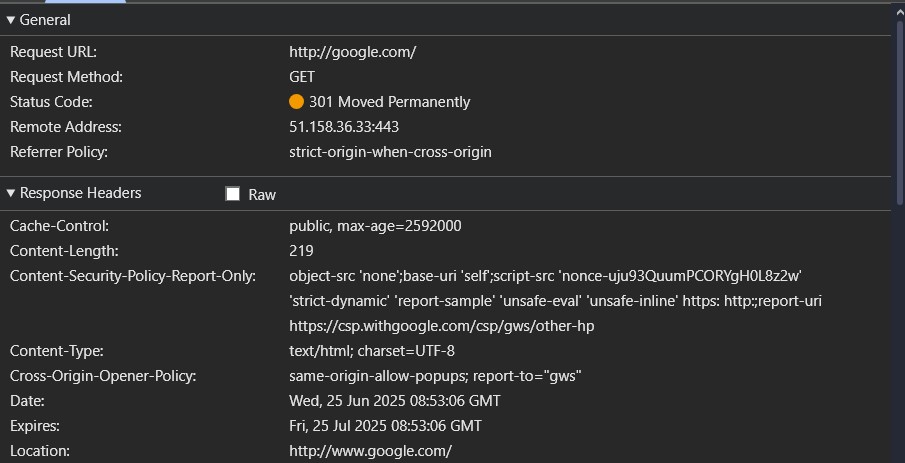 General
Request URL: http://google.com/
Request Method: GET
Status Code: 301 Moved Permanently
Remote Address: 51.158.36.33:443
Referrer Policy: strict-origin-when-cross-origin
Response Headers Raw
Cache-Control: public, max-age=2592000
Content-Length: 219
Content-Security-Policy-Report-Only: object-src 'none';base-uri 'self';script-src 'nonce-uju93QuumPCORYgH0L8z2w'
'strict-dynamic' 'report-sample' 'unsafe-eval' 'unsafe-inline' https: http:;report-uri
https://csp.withgoogle.com/csp/gws/other-hp
Content-Type: text/html; charset=UTF-8
Cross-Origin-Opener-Policy: same-origin-allow-popups; report-to="gws"
Date: Wed, 25 Jun 2025 08:53:06 GMT
Expires: Fri, 25 Jul 2025 08:53:06 GMT
Location: http://www.google.com/